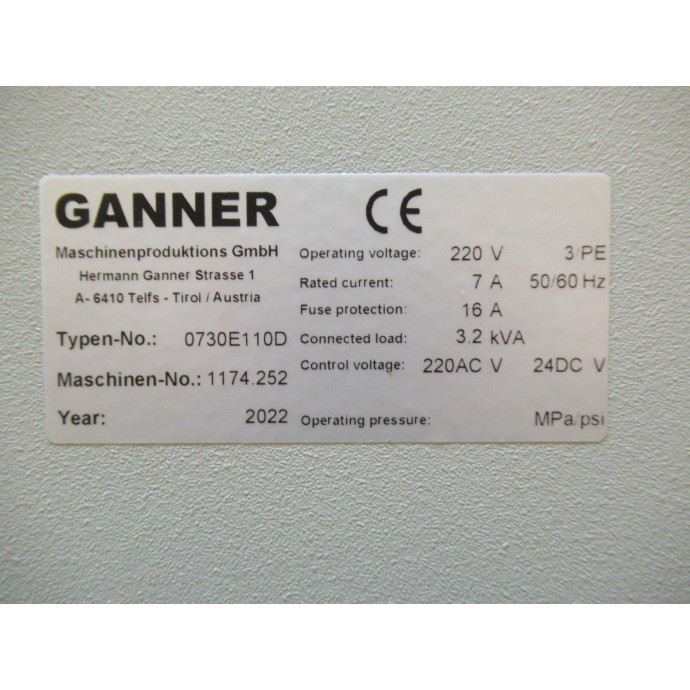 GANNER CE
Maschinenproduktions GmbH
Hermann Ganner Strasse 1
A- 6410 Telfs - Tirol / Austria
Typen-No.: 0730E110D
Maschinen-No.: 1174.252
Year: 2022
Operating voltage: 220 V 3/PE
Rated current: 7 A 50/60 Hz
Fuse protection: 16 A
Connected load: 3.2 kVA
Control voltage: 220AC V 24DC V
Operating pressure: MPa/psi